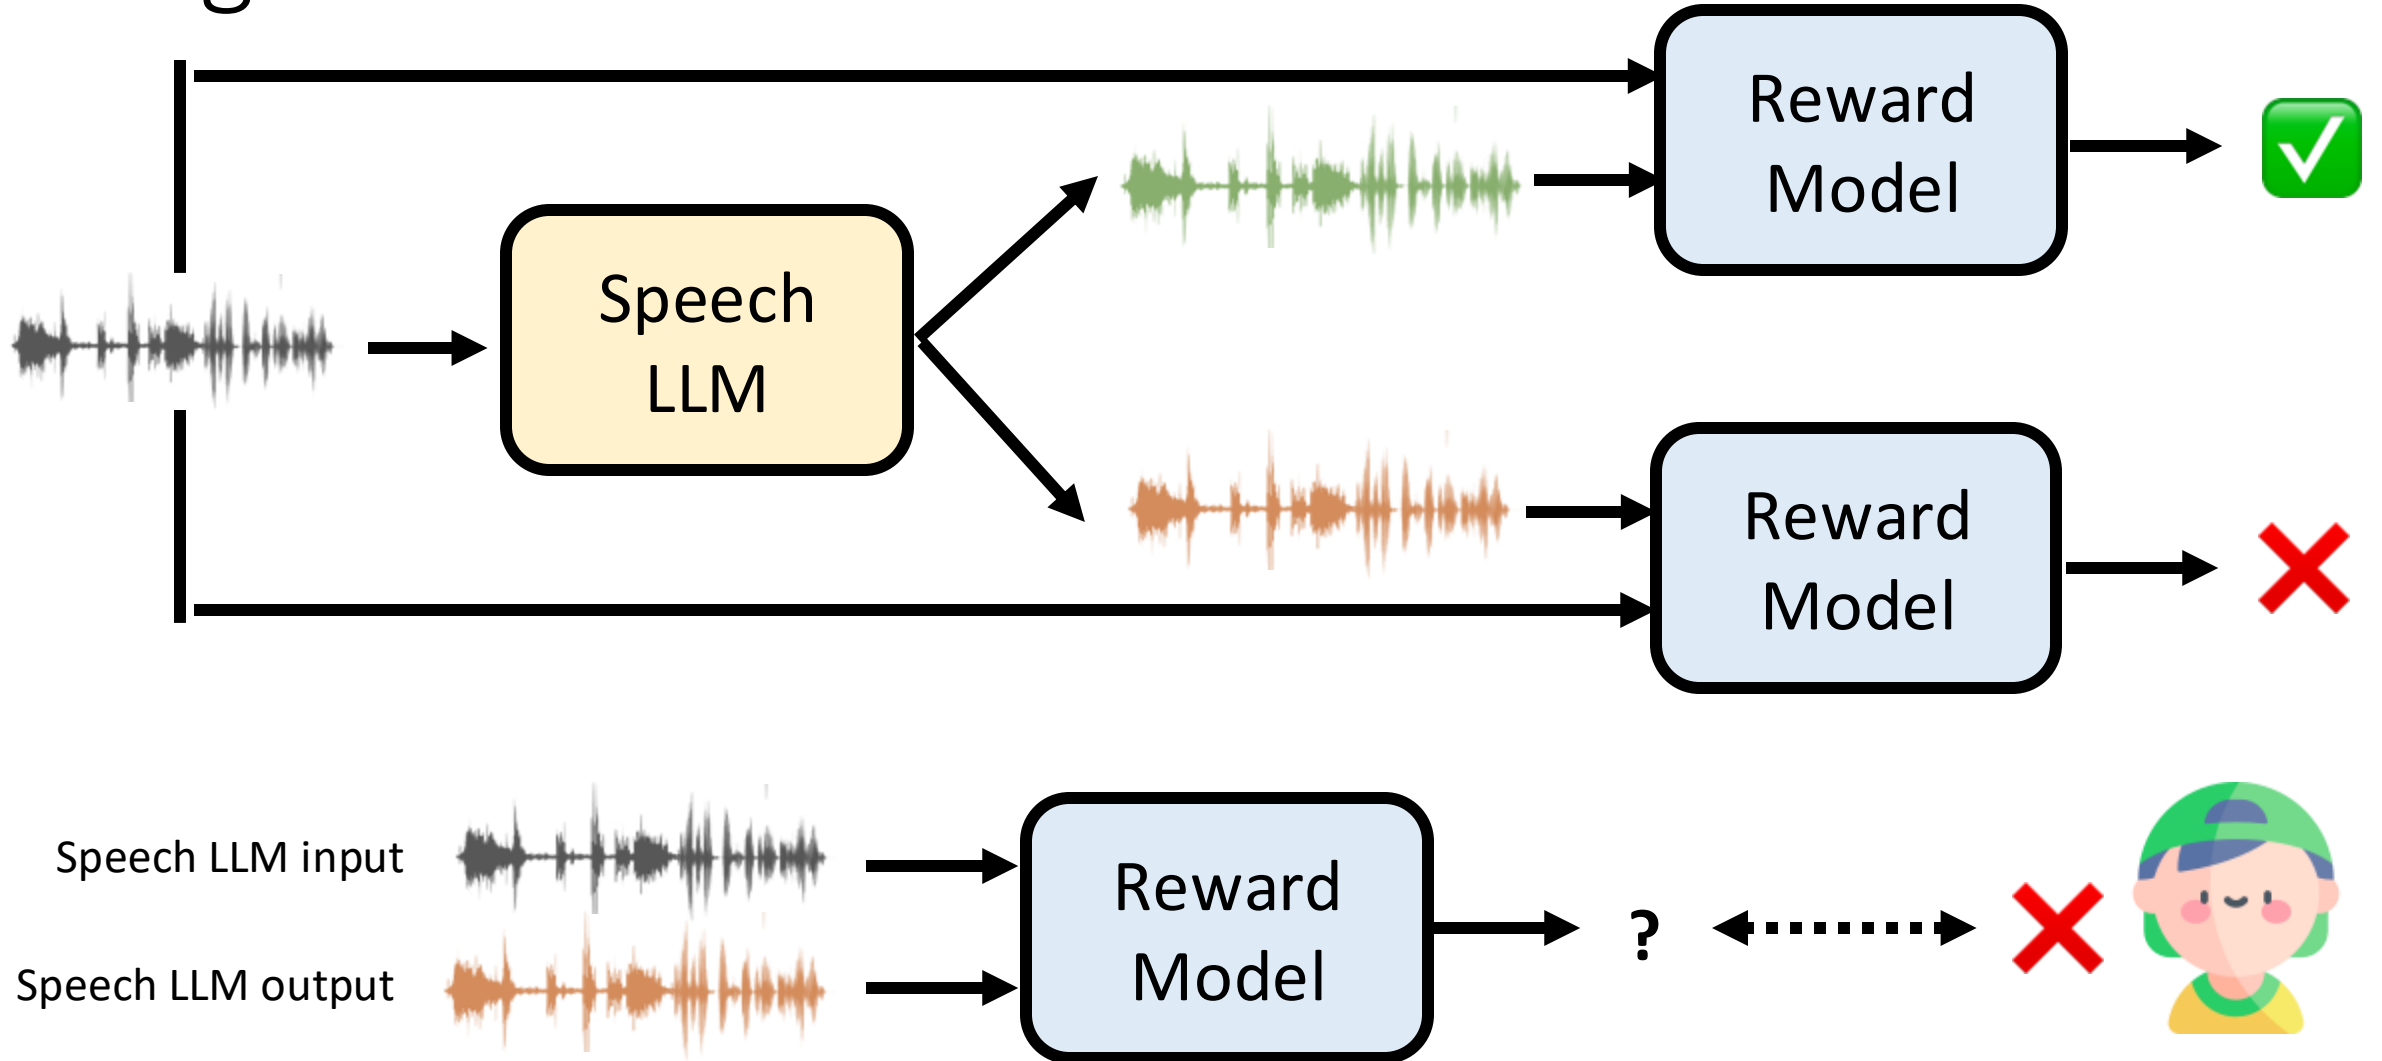 Reward
Model
Speech
LLM
Reward
Model
Speech LLM input
Speech LLM output
Reward
Model
?